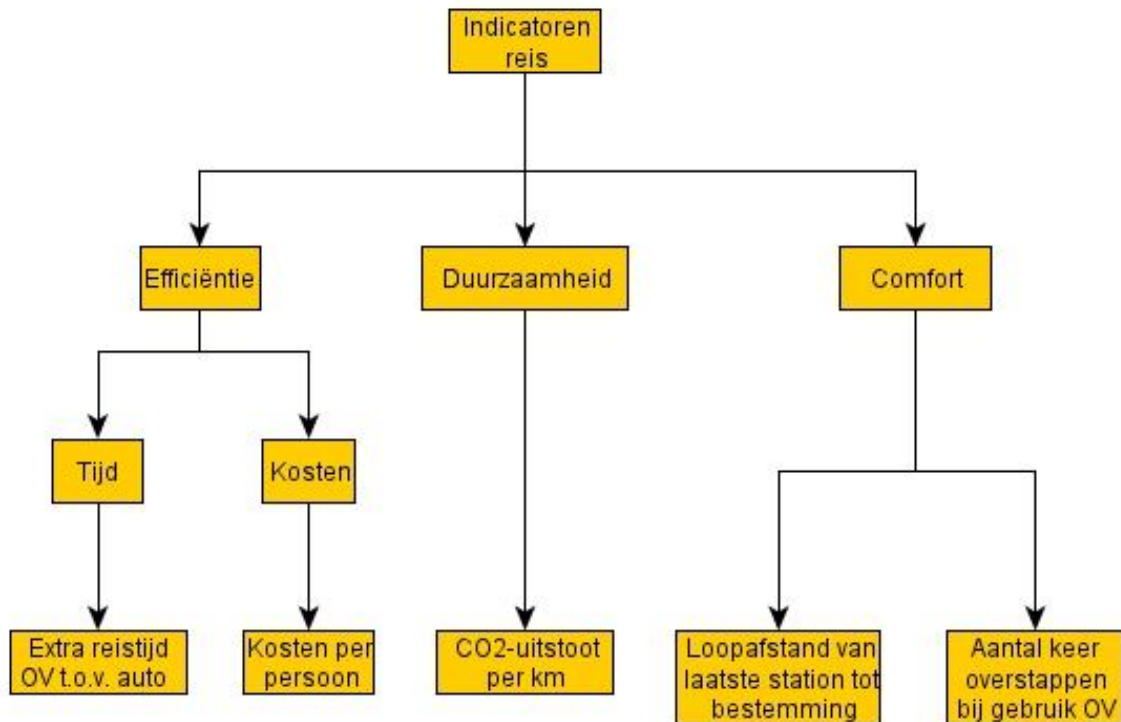 Indicatoren
reis
Efficiëntie
Duurzaamheid
Comfort
Tijd
Kosten
Extra reistijd
OV t.o.v. auto
Kosten per
persoon
CO2-uitstoot
per km
Loopafstand van
laatste station tot
bestemming
Aantal keer
overstappen
bij gebruik OV